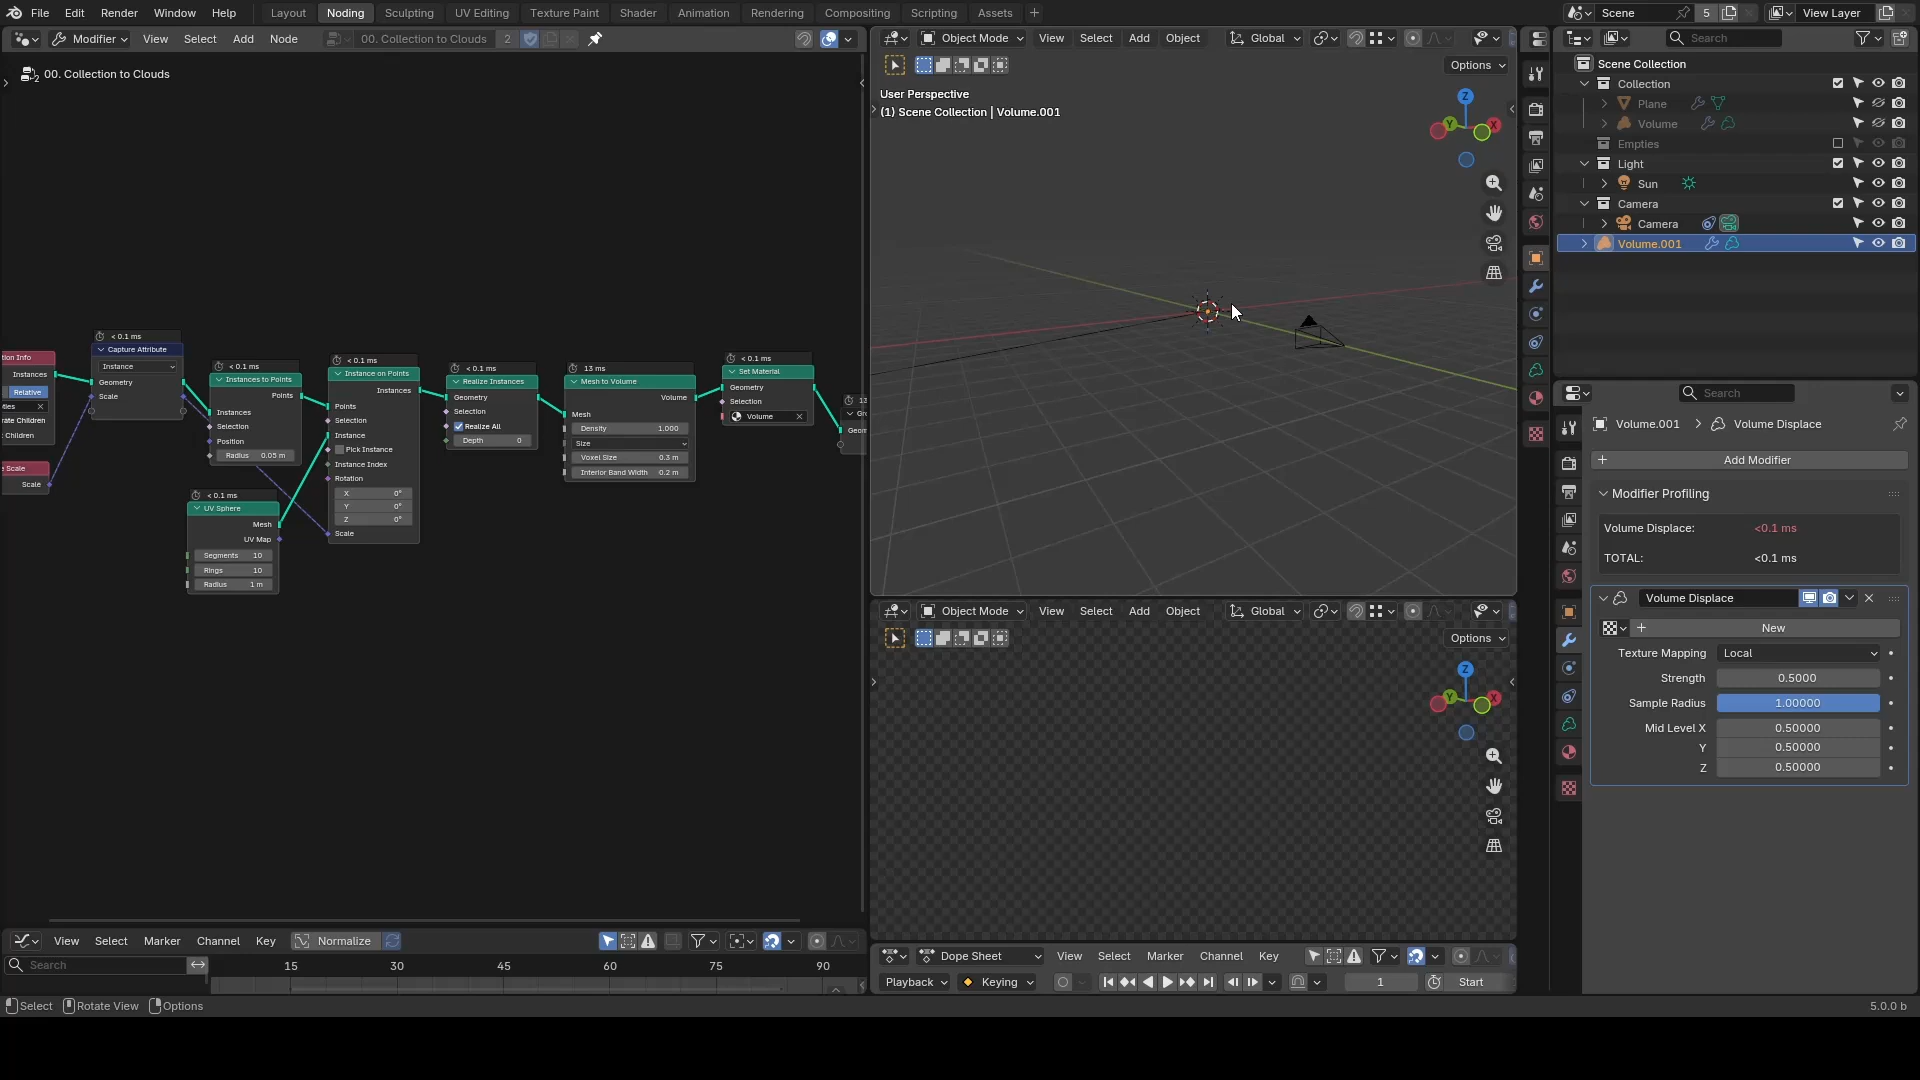 File Edit Render Window Help Layout Noding Sculpting UV Editing Texture Paint Shader Animation Rendering Compositing Scripting Assets Scene 5 View Layer
Modifier View Select Add Node 00. Collection to Clouds 2
00. Collection to Clouds
Object Mode View Select Add Object Global
Options
User Perspective
(1) Scene Collection | Volume.001
Z
Y
X
Search
Scene Collection
Collection
Plane
Volume
Empties
Light
Sun
Camera
Camera
Volume.001
tion Info
Instances
Relative
Children
Scale
Scale
< 0.1 ms
Capture Attribute
Instance
Geometry
Scale
< 0.1 ms
Instances to Points
Points
Instances
Selection
Position
Radius 0.05 m
< 0.1 ms
UV Sphere
Mesh
UV Map
Segments 10
Rings 10
Radius 1 m
< 0.1 ms
Instance on Points
Instances
Points
Selection
Instance
Pick Instance
Instance Index
Rotation
X 0°
Y 0°
Z 0°
Scale
< 0.1 ms
Realize Instances
Geometry
Selection
Realize All
Depth 0
13 ms
Mesh to Volume
Volume
Mesh
Density 1.000
Size
Voxel Size 0.3 m
Interior Band Width 0.2 m
< 0.1 ms
Set Material
Geometry
Selection
Volume
Search
Volume.001 Volume Displace
Add Modifier
Modifier Profiling
Volume Displace: <0.1 ms
TOTAL: <0.1 ms
Volume Displace
New
Texture Mapping Local
Strength 0.5000
Sample Radius 1.00000
Mid Level X 0.50000
Y 0.50000
Z 0.50000
Object Mode View Select Add Object Global
Options
Z
Y
X
View Select Marker Channel Key Normalize
Search 15 30 45 60 75 90
Dope Sheet View Select Marker Channel Key
Playback Keying 1 Start
Select Rotate View Options 5.0.0 b